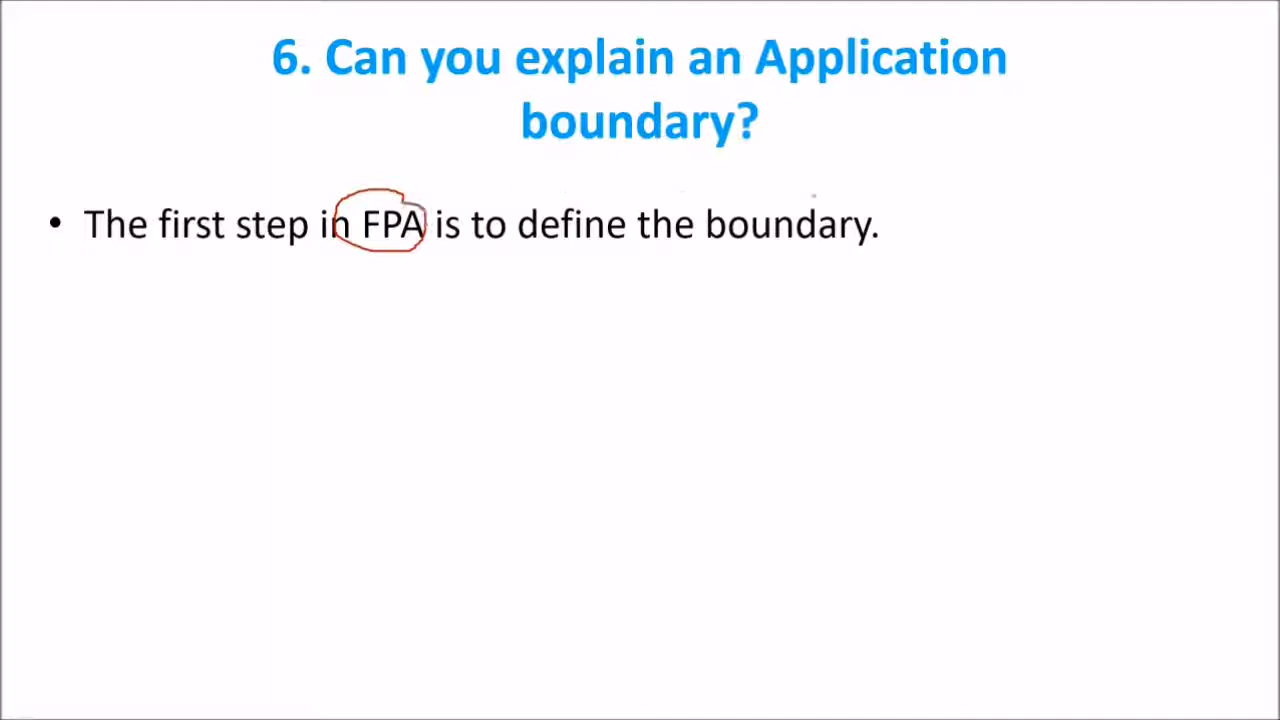 6. Can you explain an Application
boundary?
• The first step in FPA is to define the boundary.